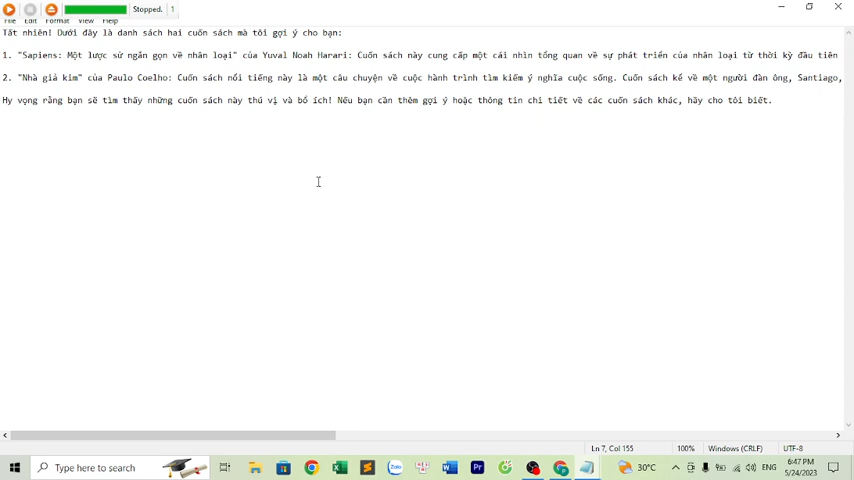 Stopped.
1
File Edit Format View Help
Tất nhiên! Dưới đây là danh sách hai cuốn sách mà tôi gợi ý cho bạn:
1. "Sapiens: Một lược sử ngắn gọn về nhân loại" của Yuval Noah Harari: Cuốn sách này cung cấp một cái nhìn tổng quan về sự phát triển của nhân loại từ thời kỳ đầu tiên
2. "Nhà giả kim" của Paulo Coelho: Cuốn sách nổi tiếng này là một câu chuyện về cuộc hành trình tìm kiếm ý nghĩa cuộc sống. Cuốn sách kể về một người đàn ông, Santiago,
Hy vọng rằng bạn sẽ tìm thấy những cuốn sách này thú vị và bổ ích! Nếu bạn cần thêm gợi ý hoặc thông tin chi tiết về các cuốn sách khác, hãy cho tôi biết.
Ln 7, Col 155
100%
Windows (CRLF)
UTF-8
Type here to search
Zalo
Pr
30°C
ENG
6:47 PM
5/24/2023